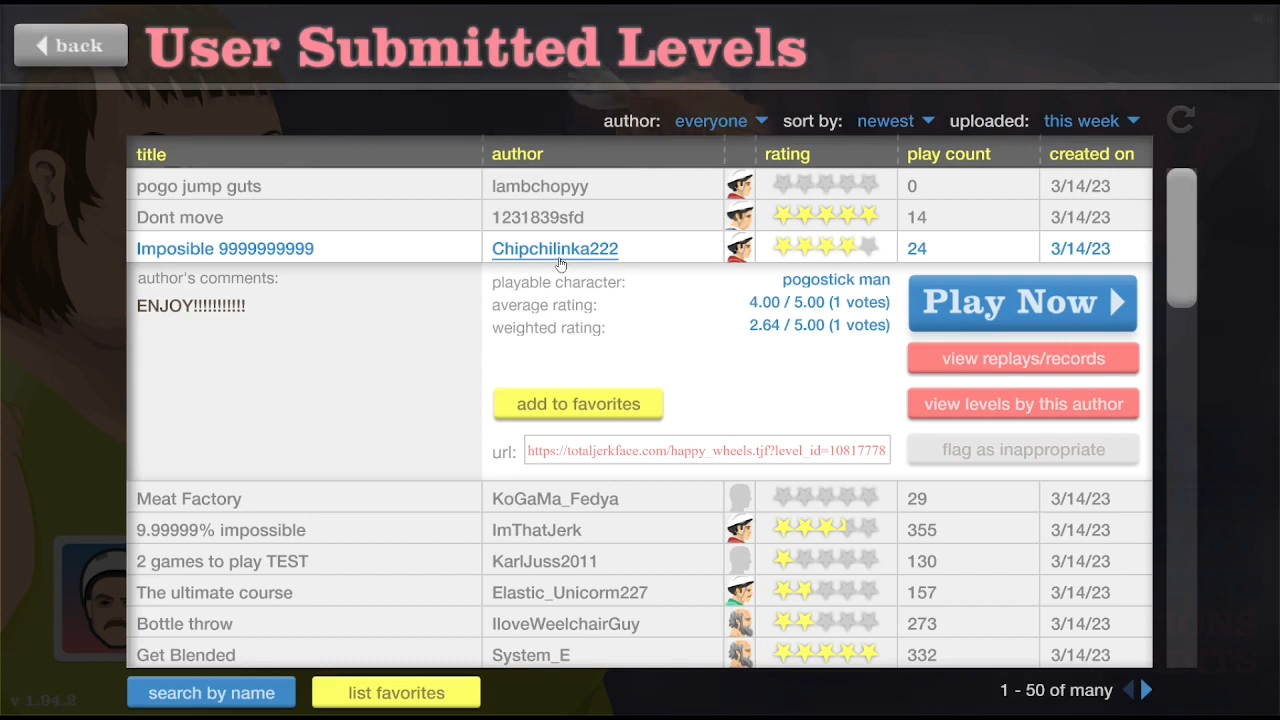 back
User Submitted Levels
author: everyone sort by: newest uploaded: this week
title author rating play count created on
pogo jump guts lambchopyy 0 3/14/23
Dont move 1231839sfd 14 3/14/23
Imposible 9999999999 Chipchilinka222 24 3/14/23
author's comments:
ENJOY!!!!!!!!!!!
playable character: pogostick man
average rating: 4.00 / 5.00 (1 votes)
weighted rating: 2.64 / 5.00 (1 votes)
Play Now
view replays/records
add to favorites
view levels by this author
url: https://totaljerkface.com/happy_wheels.tjf?level_id=10817778
flag as inappropriate
Meat Factory KoGaMa_Fedya 29 3/14/23
9.99999% impossible ImThatJerk 355 3/14/23
2 games to play TEST KarlJuss2011 130 3/14/23
The ultimate course Elastic_Unicorm227 157 3/14/23
Bottle throw IloveWeelchairGuy 273 3/14/23
Get Blended System_E 332 3/14/23
search by name list favorites 1 - 50 of many
v 1.94.2